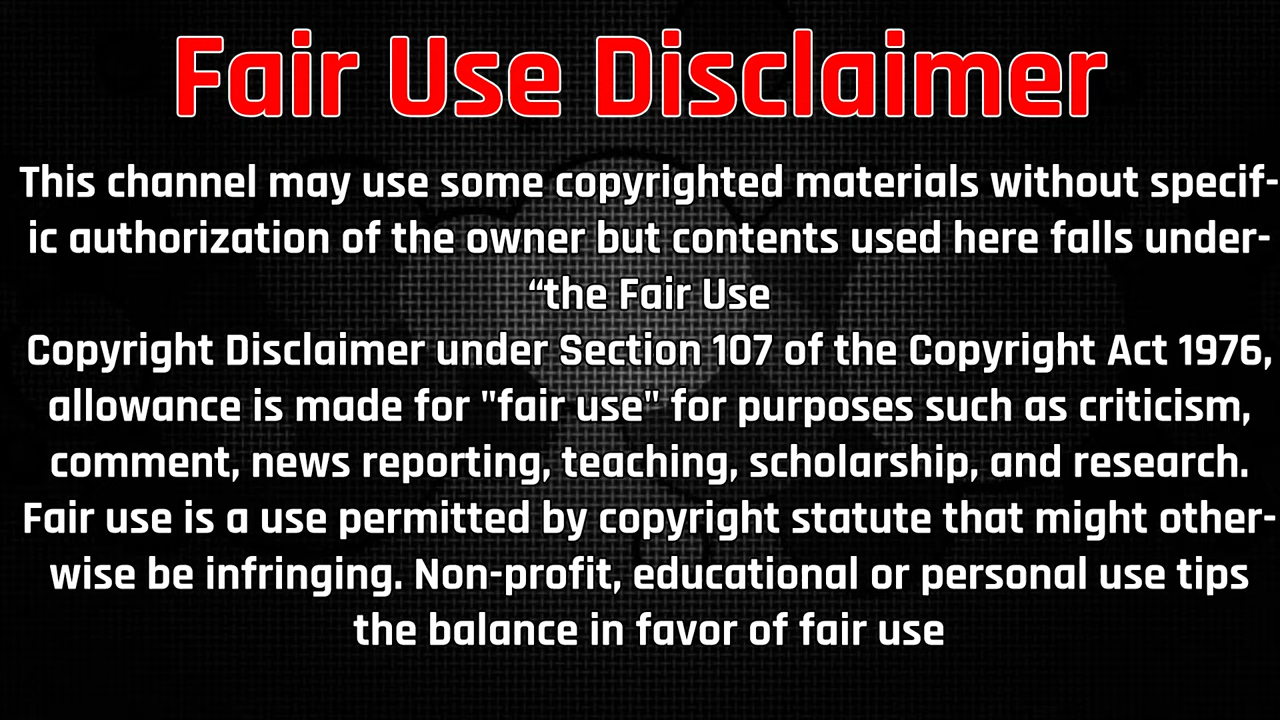 Fair Use Disclaimer
This channel may use some copyrighted materials without specif-
ic authorization of the owner but contents used here falls under-
“the Fair Use
Copyright Disclaimer under Section 107 of the Copyright Act 1976,
allowance is made for "fair use" for purposes such as criticism,
comment, news reporting, teaching, scholarship, and research.
Fair use is a use permitted by copyright statute that might other-
wise be infringing. Non-profit, educational or personal use tips
the balance in favor of fair use